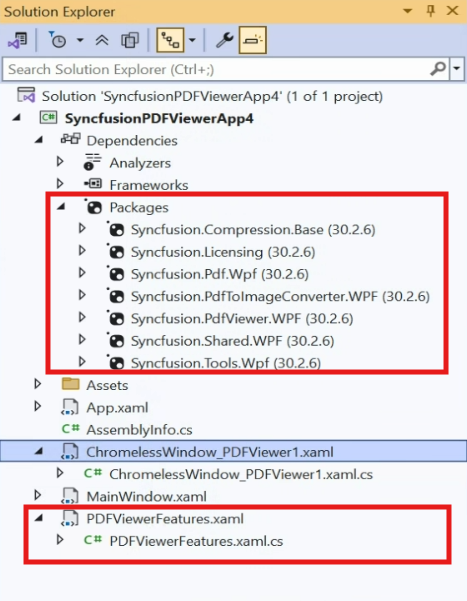 Solution Explorer
Search Solution Explorer (Ctrl+;)
Solution 'SyncfusionPDFViewerApp4' (1 of 1 project)
C# SyncfusionPDFViewerApp4
Dependencies
Analyzers
Frameworks
Packages
Syncfusion.Compression.Base (30.2.6)
Syncfusion.Licensing (30.2.6)
Syncfusion.Pdf.Wpf (30.2.6)
Syncfusion.PdfToImageConverter.WPF (30.2.6)
Syncfusion.PdfViewer.WPF (30.2.6)
Syncfusion.Shared.WPF (30.2.6)
Syncfusion.Tools.Wpf (30.2.6)
Assets
App.xaml
C# AssemblyInfo.cs
ChromelessWindow_PDFViewer1.xaml
C# ChromelessWindow_PDFViewer1.xaml.cs
MainWindow.xaml
PDFViewerFeatures.xaml
C# PDFViewerFeatures.xaml.cs